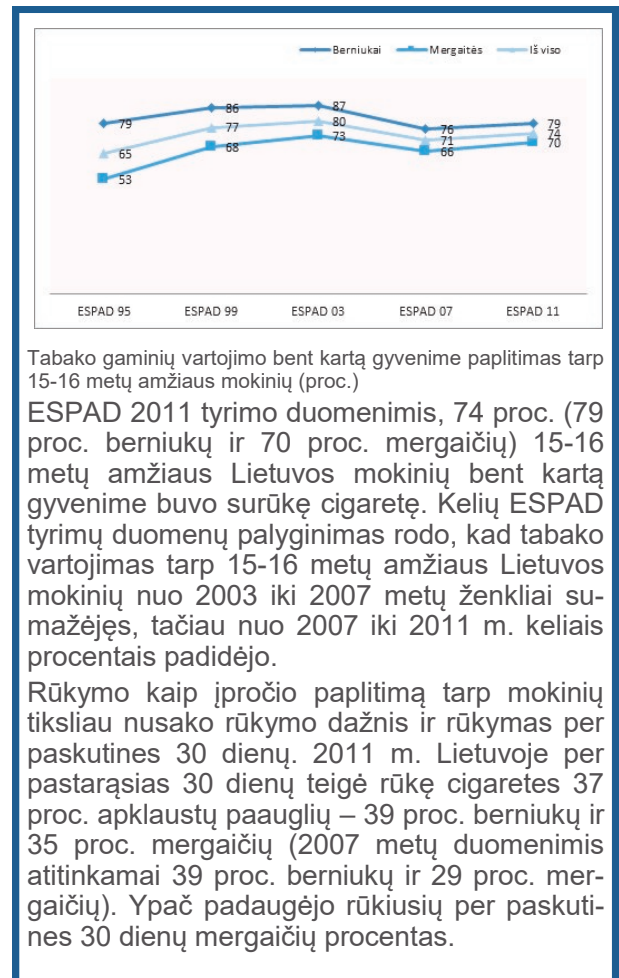 Berniukai Mergaitės Iš viso
79 86 87 76 79
65 77 80 71 74
53 68 73 66 70
ESPAD 95 ESPAD 99 ESPAD 03 ESPAD 07 ESPAD 11
Tabako gaminių vartojimo bent kartą gyvenime paplitimas tarp
15-16 metų amžiaus mokinių (proc.)
ESPAD 2011 tyrimo duomenimis, 74 proc. (79
proc. berniukų ir 70 proc. mergaičių) 15-16
metų amžiaus Lietuvos mokinių bent kartą
gyvenime buvo surūkę cigaretę. Kelių ESPAD
tyrimų duomenų palyginimas rodo, kad tabako
vartojimas tarp 15-16 metų amžiaus Lietuvos
mokinių nuo 2003 iki 2007 metų ženkliai su-
mažėjęs, tačiau nuo 2007 iki 2011 m. keliais
procentais padidėjo.
Rūkymo kaip įpročio paplitimą tarp mokinių
tiksliau nusako rūkymo dažnis ir rūkymas per
paskutines 30 dienų. 2011 m. Lietuvoje per
pastarąsias 30 dienų teigė rūkę cigaretes 37
proc. apklaustų paauglių – 39 proc. berniukų ir
35 proc. mergaičių (2007 metų duomenimis
atitinkamai 39 proc. berniukų ir 29 proc. mer-
gaičių). Ypač padaugėjo rūkiusių per paskuti-
nes 30 dienų mergaičių procentas.